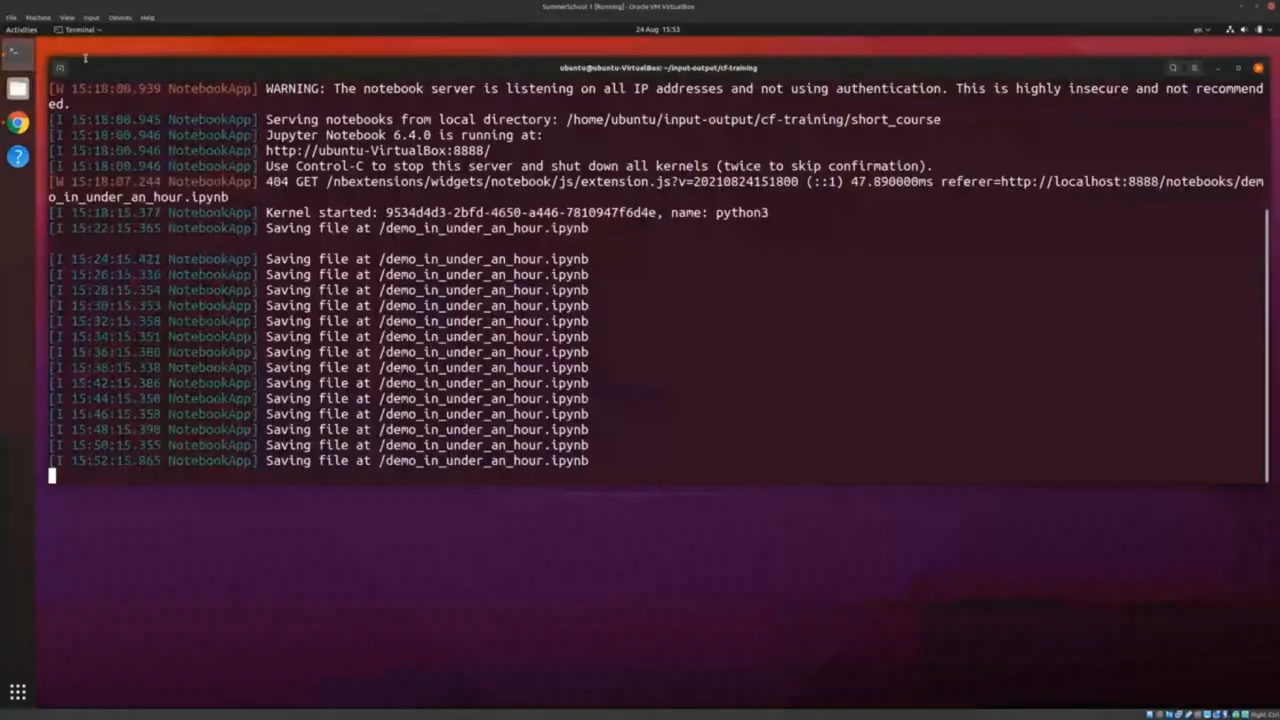 SummerSchool 1 [Running] - Oracle VM VirtualBox
File Machine View Input Devices Help
Activities Terminal 24 Aug 15:53 en
ubuntu@ubuntu-VirtualBox: ~/input-output/cf-training
[W 15:18:00.939 NotebookApp] WARNING: The notebook server is listening on all IP addresses and not using authentication. This is highly insecure and not recommend
ed.
[I 15:18:00.945 NotebookApp] Serving notebooks from local directory: /home/ubuntu/input-output/cf-training/short_course
[I 15:18:00.946 NotebookApp] Jupyter Notebook 6.4.0 is running at:
[I 15:18:00.946 NotebookApp] http://ubuntu-VirtualBox:8888/
[I 15:18:00.946 NotebookApp] Use Control-C to stop this server and shut down all kernels (twice to skip confirmation).
[W 15:18:07.244 NotebookApp] 404 GET /nbextensions/widgets/notebook/js/extension.js?v=20210824151800 (::1) 47.890000ms referer=http://localhost:8888/notebooks/dem
o_in_under_an_hour.ipynb
[I 15:18:15.377 NotebookApp] Kernel started: 9534d4d3-2bfd-4650-a446-7810947f6d4e, name: python3
[I 15:22:15.365 NotebookApp] Saving file at /demo_in_under_an_hour.ipynb
[I 15:24:15.421 NotebookApp] Saving file at /demo_in_under_an_hour.ipynb
[I 15:26:15.336 NotebookApp] Saving file at /demo_in_under_an_hour.ipynb
[I 15:28:15.354 NotebookApp] Saving file at /demo_in_under_an_hour.ipynb
[I 15:30:15.353 NotebookApp] Saving file at /demo_in_under_an_hour.ipynb
[I 15:32:15.358 NotebookApp] Saving file at /demo_in_under_an_hour.ipynb
[I 15:34:15.351 NotebookApp] Saving file at /demo_in_under_an_hour.ipynb
[I 15:36:15.380 NotebookApp] Saving file at /demo_in_under_an_hour.ipynb
[I 15:38:15.338 NotebookApp] Saving file at /demo_in_under_an_hour.ipynb
[I 15:42:15.386 NotebookApp] Saving file at /demo_in_under_an_hour.ipynb
[I 15:44:15.350 NotebookApp] Saving file at /demo_in_under_an_hour.ipynb
[I 15:46:15.358 NotebookApp] Saving file at /demo_in_under_an_hour.ipynb
[I 15:48:15.390 NotebookApp] Saving file at /demo_in_under_an_hour.ipynb
[I 15:50:15.355 NotebookApp] Saving file at /demo_in_under_an_hour.ipynb
[I 15:52:15.865 NotebookApp] Saving file at /demo_in_under_an_hour.ipynb
Right Ctrl